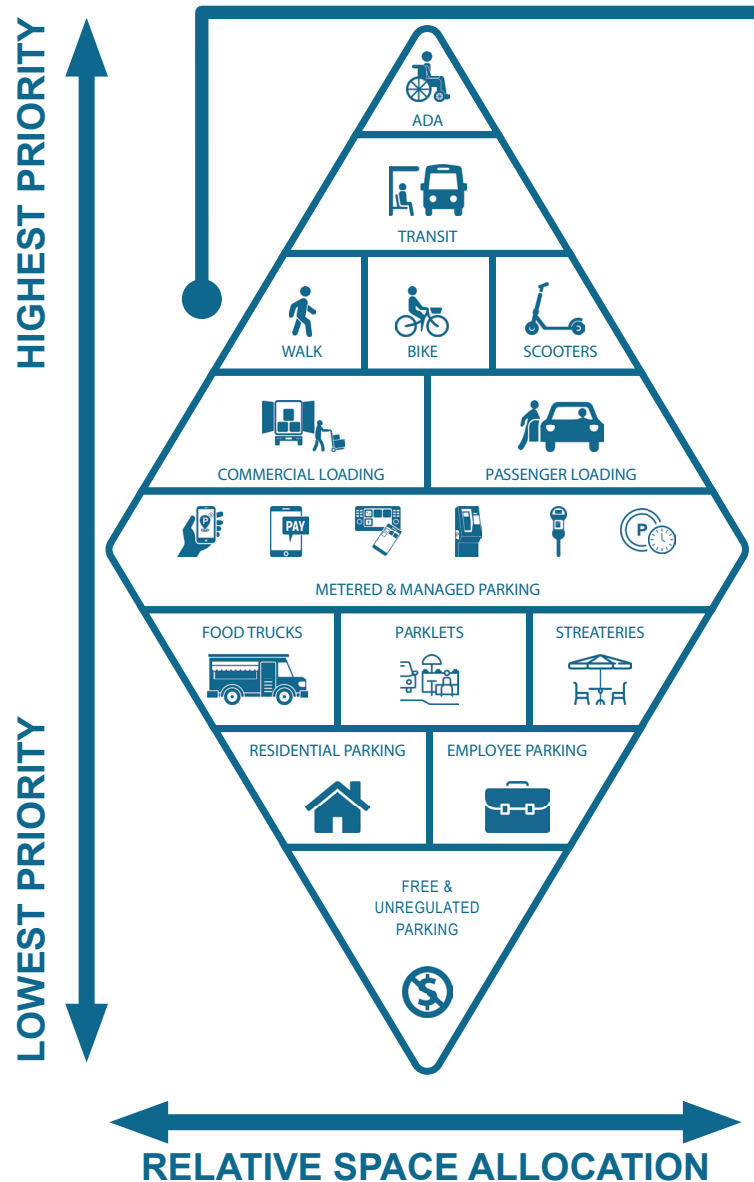 HIGHEST PRIORITY
LOWEST PRIORITY
ADA
TRANSIT
WALK
BIKE
SCOOTERS
COMMERCIAL LOADING
PASSENGER LOADING
P
PAY
P
METERED & MANAGED PARKING
FOOD TRUCKS
PARKLETS
STREATERIES
RESIDENTIAL PARKING
EMPLOYEE PARKING
FREE &
UNREGULATED
PARKING
$
RELATIVE SPACE ALLOCATION